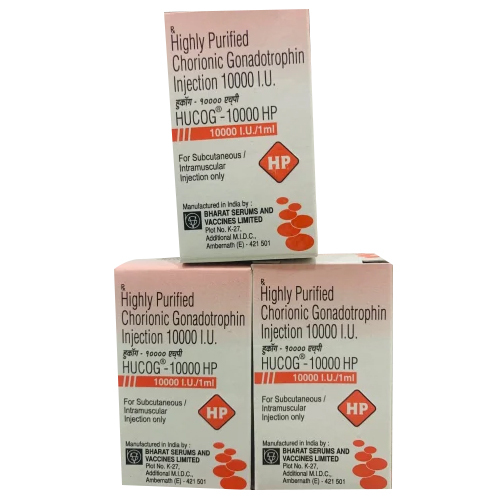 ℞
Highly Purified
Chorionic Gonadotrophin
Injection 10000 I.U.
हुकॉग - १०००० एचपी
HUCOG®-10000 HP
10000 I.U./1ml
For Subcutaneous /
Intramuscular
Injection only
HP
Manufactured in India by :
BHARAT SERUMS AND
VACCINES LIMITED
Plot No. K-27,
Additional M.I.D.C.,
Ambernath (E) - 421 501
℞
Highly Purified
Chorionic Gonadotrophin
Injection 10000 I.U.
हुकॉग - १०००० एचपी
HUCOG®-10000 HP
10000 I.U./1ml
For Subcutaneous /
Intramuscular
Injection only
HP
Manufactured in India by :
BHARAT SERUMS AND
VACCINES LIMITED
Plot No. K-27,
Additional M.I.D.C.,
Ambernath (E) - 421 501
℞
Highly Purified
Chorionic Gonadotrophin
Injection 10000 I.U.
हुकॉग - १०००० एचपी
HUCOG®-10000 HP
10000 I.U./1ml
For Subcutaneous /
Intramuscular
Injection only
HP
Manufactured in India by :
BHARAT SERUMS AND
VACCINES LIMITED
Plot No. K-27,
Additional M.I.D.C.,
Ambernath (E) - 421 501